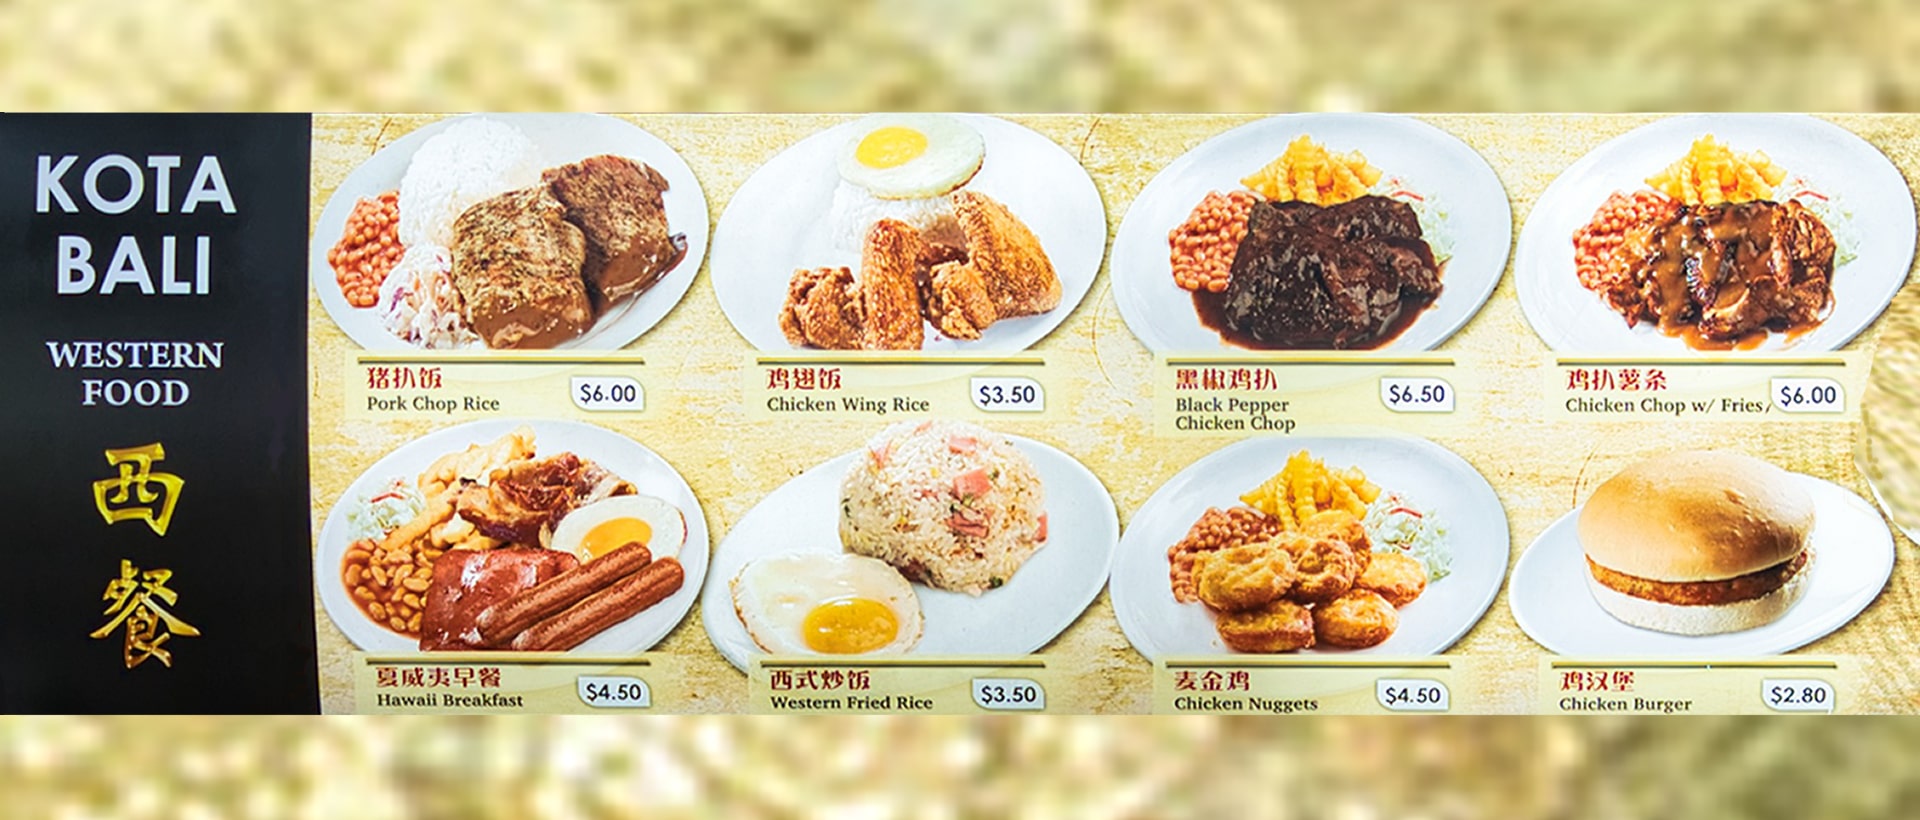 KOTA
BALI
WESTERN
FOOD
西
餐
猪扒饭
Pork Chop Rice
$6.00
鸡翅饭
Chicken Wing Rice
$3.50
黑椒鸡扒
Black Pepper
Chicken Chop
$6.50
鸡扒薯条
Chicken Chop w/ Fries/
$6.00
夏威夷早餐
Hawaii Breakfast
$4.50
西式炒饭
Western Fried Rice
$3.50
麦金鸡
Chicken Nuggets
$4.50
鸡汉堡
Chicken Burger
$2.80